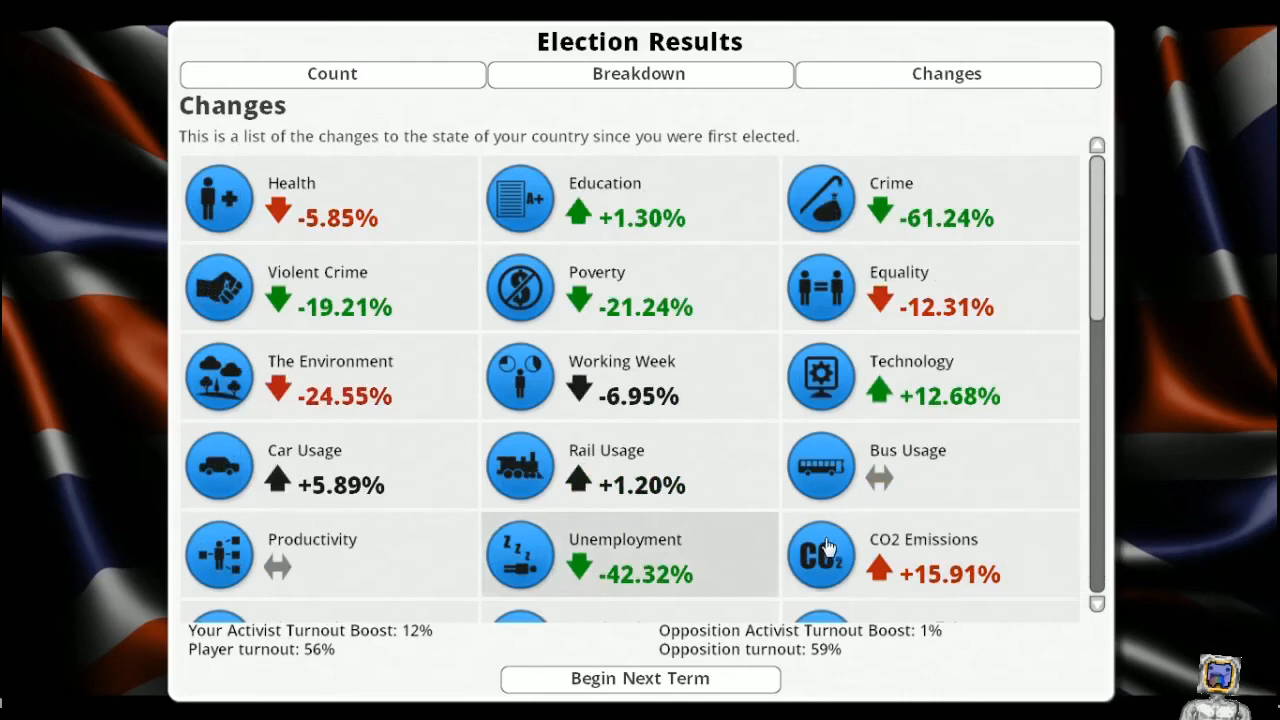 Election Results
Count Breakdown Changes
Changes
This is a list of the changes to the state of your country since you were first elected.
Health Education A+ Crime
-5.85% +1.30% -61.24%
Violent Crime Poverty Equality
-19.21% -21.24% -12.31%
The Environment Working Week Technology
-24.55% -6.95% +12.68%
Car Usage Rail Usage Bus Usage
+5.89% +1.20%
Productivity Unemployment CO2 Emissions
Z Z Z CO2
-42.32% +15.91%
Your Activist Turnout Boost: 12% Opposition Activist Turnout Boost: 1%
Player turnout: 56% Opposition turnout: 59%
Begin Next Term